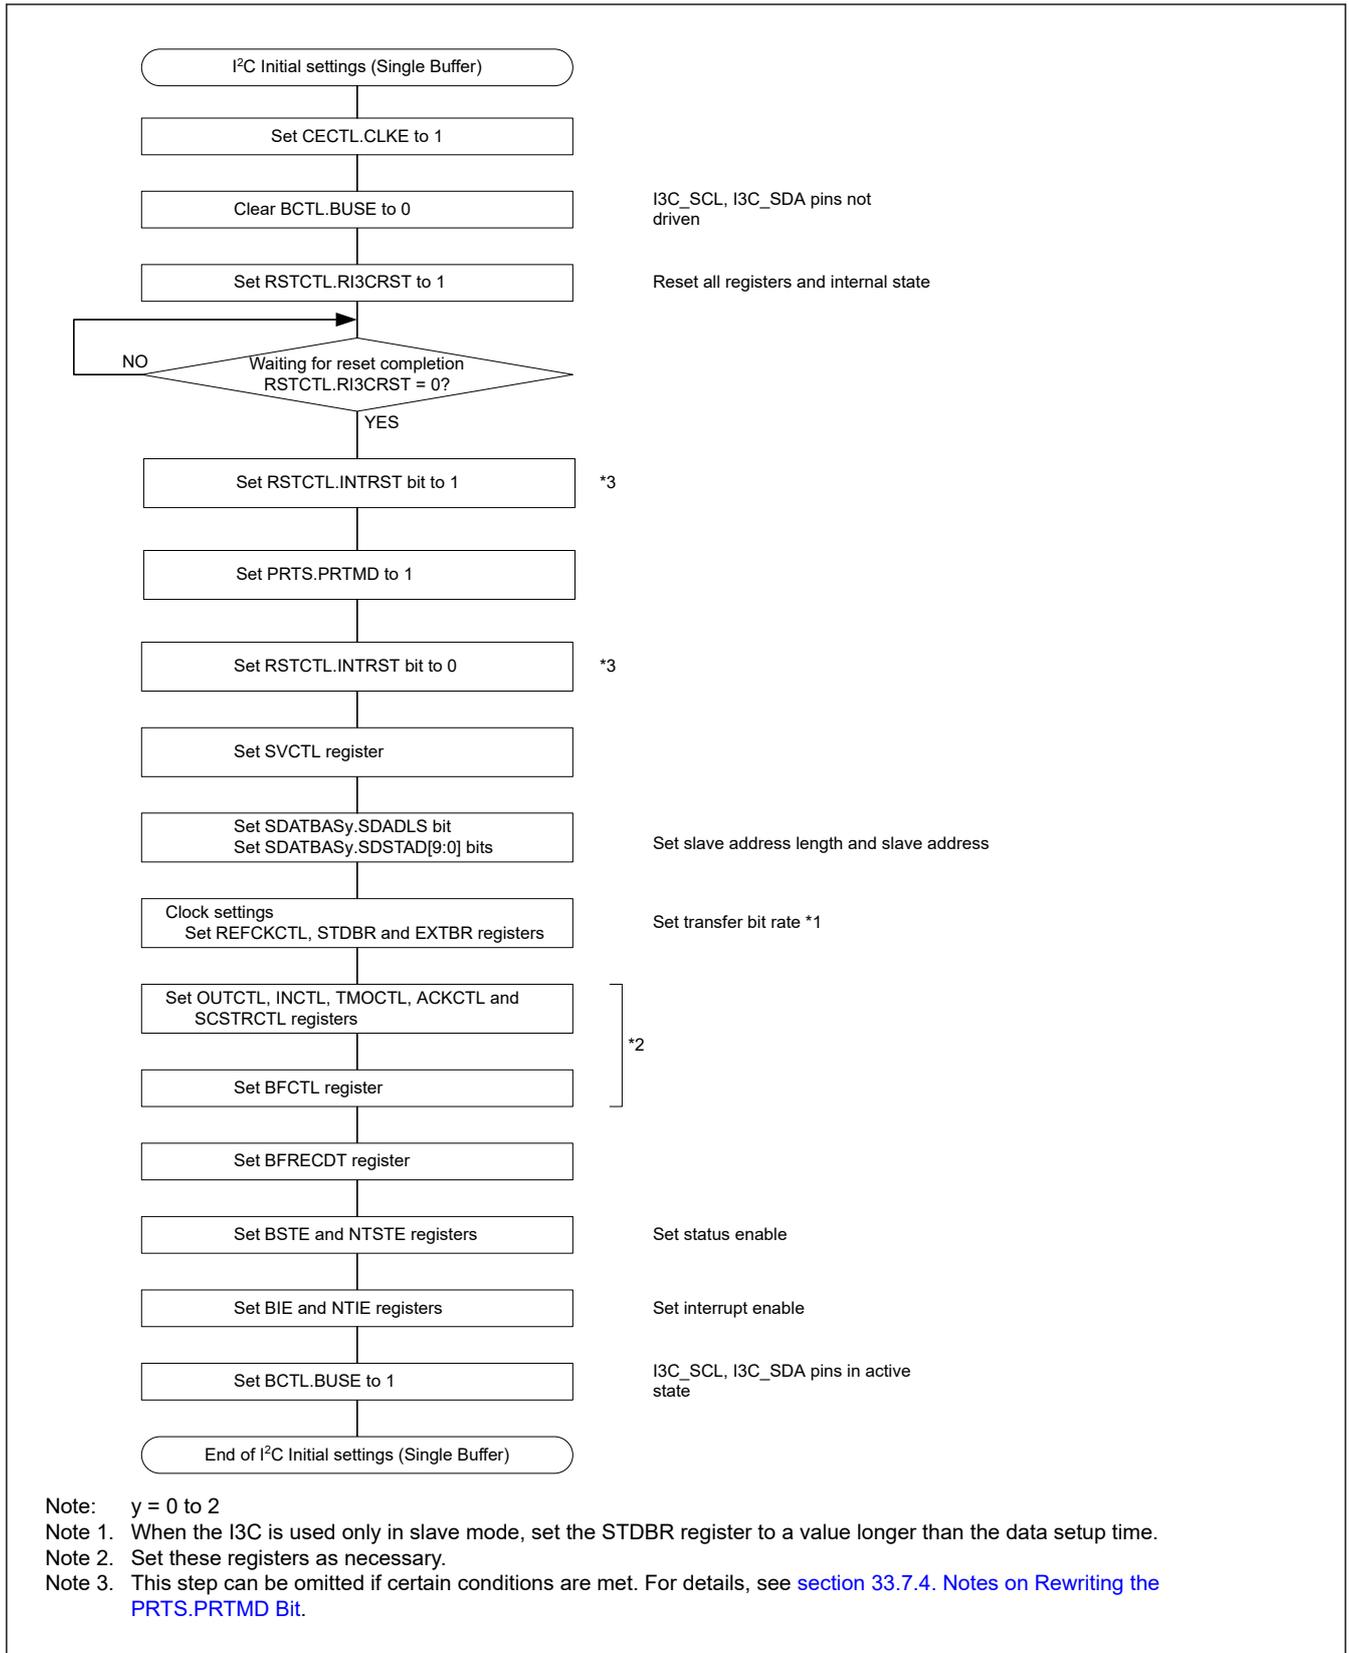 I²C Initial settings (Single Buffer)
Set CECTL.CLKE to 1
Clear BCTL.BUSE to 0
I3C_SCL, I3C_SDA pins not
driven
Set RSTCTL.RI3CRST to 1
Reset all registers and internal state
NO
Waiting for reset completion
RSTCTL.RI3CRST = 0?
YES
Set RSTCTL.INTRST bit to 1
*3
Set PRTS.PRTMD to 1
Set RSTCTL.INTRST bit to 0
*3
Set SVCTL register
Set SDATBASy.SDADLS bit
Set SDATBASy.SDSTAD[9:0] bits
Set slave address length and slave address
Clock settings
Set REFCKCTL, STDBR and EXTBR registers
Set transfer bit rate *1
Set OUTCTL, INCTL, TMOCTL, ACKCTL and
SCSTRCTL registers
*2
Set BFCTL register
Set BFRECDT register
Set BSTE and NTSTE registers
Set status enable
Set BIE and NTIE registers
Set interrupt enable
Set BCTL.BUSE to 1
I3C_SCL, I3C_SDA pins in active
state
End of I²C Initial settings (Single Buffer)
Note: y = 0 to 2
Note 1. When the I3C is used only in slave mode, set the STDBR register to a value longer than the data setup time.
Note 2. Set these registers as necessary.
Note 3. This step can be omitted if certain conditions are met. For details, see section 33.7.4. Notes on Rewriting the
PRTS.PRTMD Bit.